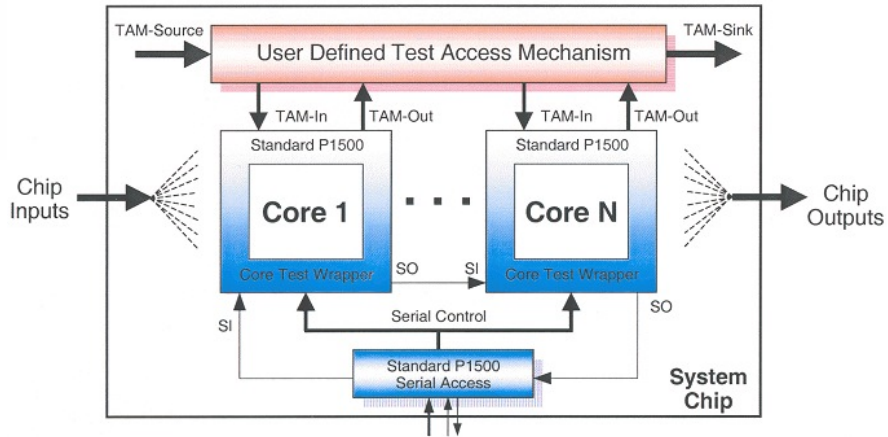 TAM-Source
User Defined Test Access Mechanism
TAM-Sink
TAM-In
TAM-Out
TAM-In
TAM-Out
Standard P1500
Standard P1500
Chip
Inputs
Core 1
Core N
Chip
Outputs
Core Test Wrapper
SO
SI
Core Test Wrapper
SI
Serial Control
SO
Standard P1500
Serial Access
System
Chip